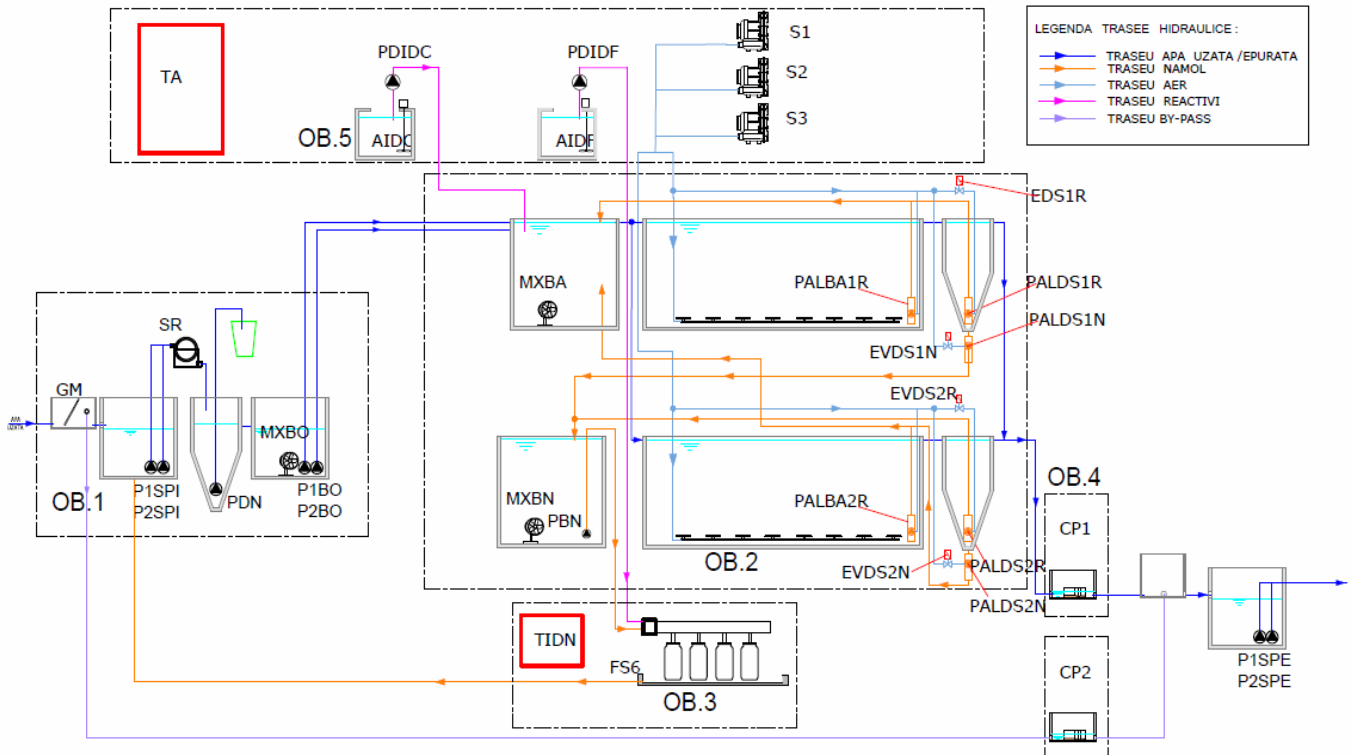 S1
S2
S3
PDIDC
PDIDF
TA
OB.5
AIDC
AIDF
LEGENDA TRASEE HIDRAULICE :
TRASEU APA UZATA /EPURATA
TRASEU NAMOL
TRASEU AER
TRASEU REACTIVI
TRASEU BY-PASS
EDS1R
MXBA
PALBA1R
PALDS1R
PALDS1N
EVDS1N
EVDS2R
SR
GM
APA
UZATA
MXBO
P1SPI
P2SPI
PDN
P1BO
P2BO
OB.1
MXBN
PBN
PALBA2R
OB.2
EVDS2N
PALDS2R
PALDS2N
OB.4
CP1
CP2
P1SPE
P2SPE
TIDN
FS6
OB.3